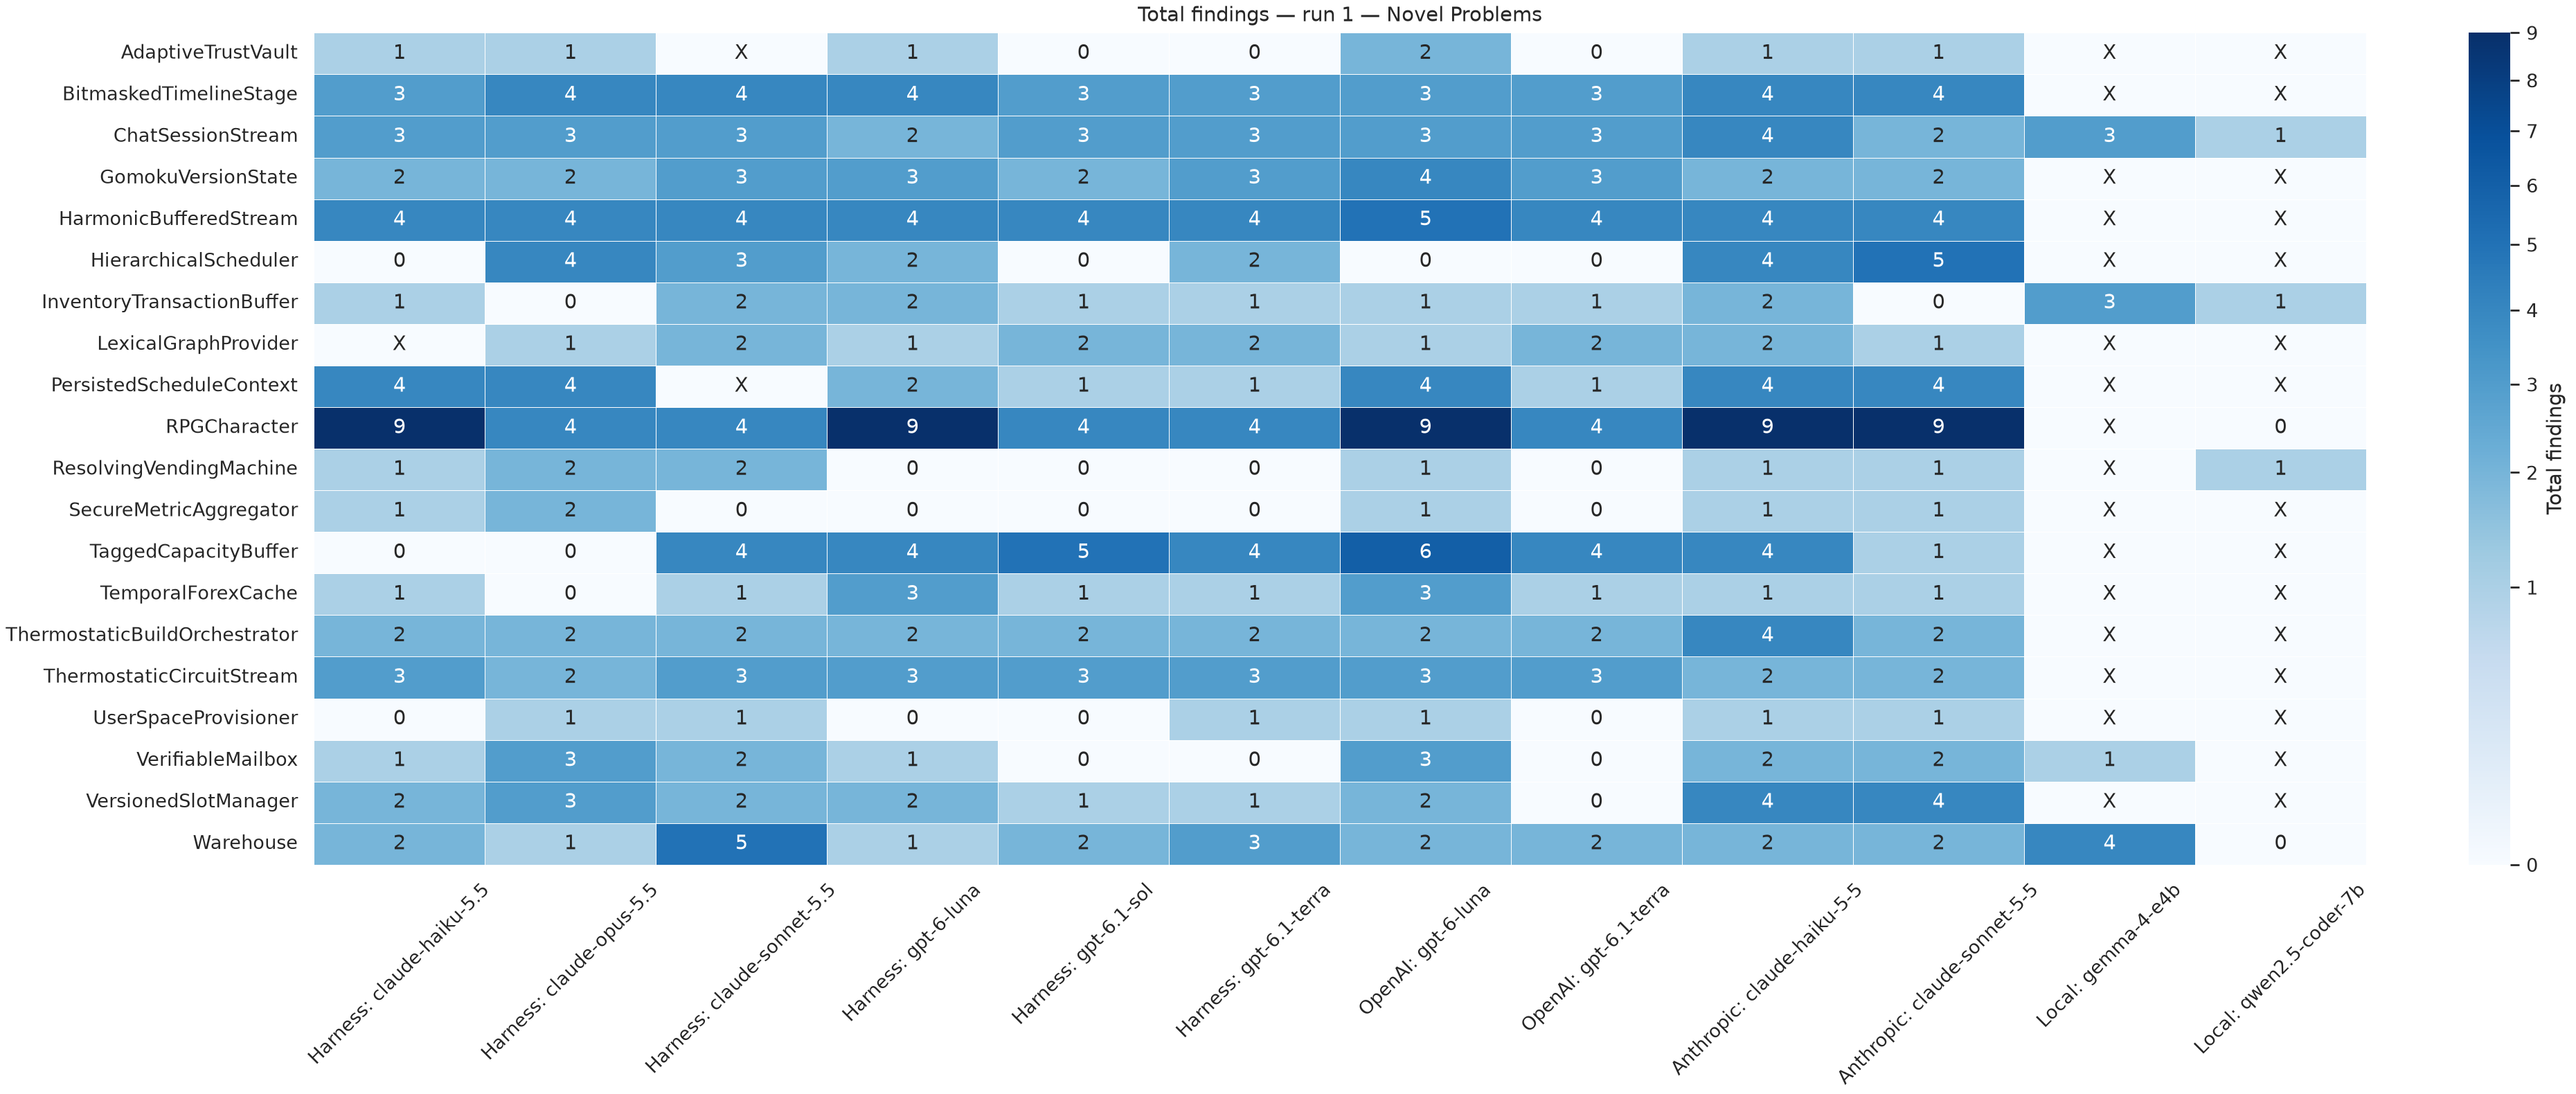 Total findings — run 1 — Novel Problems
AdaptiveTrustVault 1 1 X 1 0 0 2 0 1 1 X X
BitmaskedTimelineStage 3 4 4 4 3 3 3 3 4 4 X X
ChatSessionStream 3 3 3 2 3 3 3 3 4 2 3 1
GomokuVersionState 2 2 3 3 2 3 4 3 2 2 X X
HarmonicBufferedStream 4 4 4 4 4 4 5 4 4 4 X X
HierarchicalScheduler 0 4 3 2 0 2 0 0 4 5 X X
InventoryTransactionBuffer 1 0 2 2 1 1 1 1 2 0 3 1
LexicalGraphProvider X 1 2 1 2 2 1 2 2 1 X X
PersistedScheduleContext 4 4 X 2 1 1 4 1 4 4 X X
RPGCharacter 9 4 4 9 4 4 9 4 9 9 X 0
ResolvingVendingMachine 1 2 2 0 0 0 1 0 1 1 X 1
SecureMetricAggregator 1 2 0 0 0 0 1 0 1 1 X X
TaggedCapacityBuffer 0 0 4 4 5 4 6 4 4 1 X X
TemporalForexCache 1 0 1 3 1 1 3 1 1 1 X X
ThermostaticBuildOrchestrator 2 2 2 2 2 2 2 2 4 2 X X
ThermostaticCircuitStream 3 2 3 3 3 3 3 3 2 2 X X
UserSpaceProvisioner 0 1 1 0 0 1 1 0 1 1 X X
VerifiableMailbox 1 3 2 1 0 0 3 0 2 2 1 X
VersionedSlotManager 2 3 2 2 1 1 2 0 4 4 X X
Warehouse 2 1 5 1 2 3 2 2 2 2 4 0
Harness: claude-haiku-5.5
Harness: claude-opus-5.5
Harness: claude-sonnet-5.5
Harness: gpt-6-luna
Harness: gpt-6.1-sol
Harness: gpt-6.1-terra
OpenAI: gpt-6-luna
OpenAI: gpt-6.1-terra
Anthropic: claude-haiku-5-5
Anthropic: claude-sonnet-5-5
Local: gemma-4-e4b
Local: qwen2.5-coder-7b
9
8
7
6
5
4
3
2
1
0
Total findings